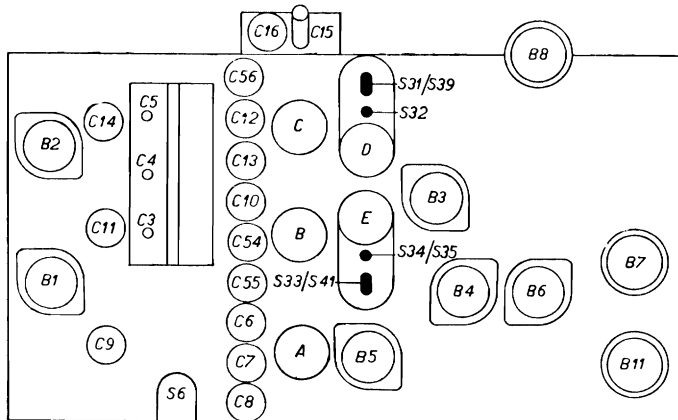 C16 C15
B8
C56
S31/S39
C5
C14 C12 C S32
B2
D
C13
C4
C10 B3
E
C3
C11 C54 B
S34/S35
B7
B1 C55 S33/S41
B4 B6
C6
C9 A
C7 B5 B11
S6
C8